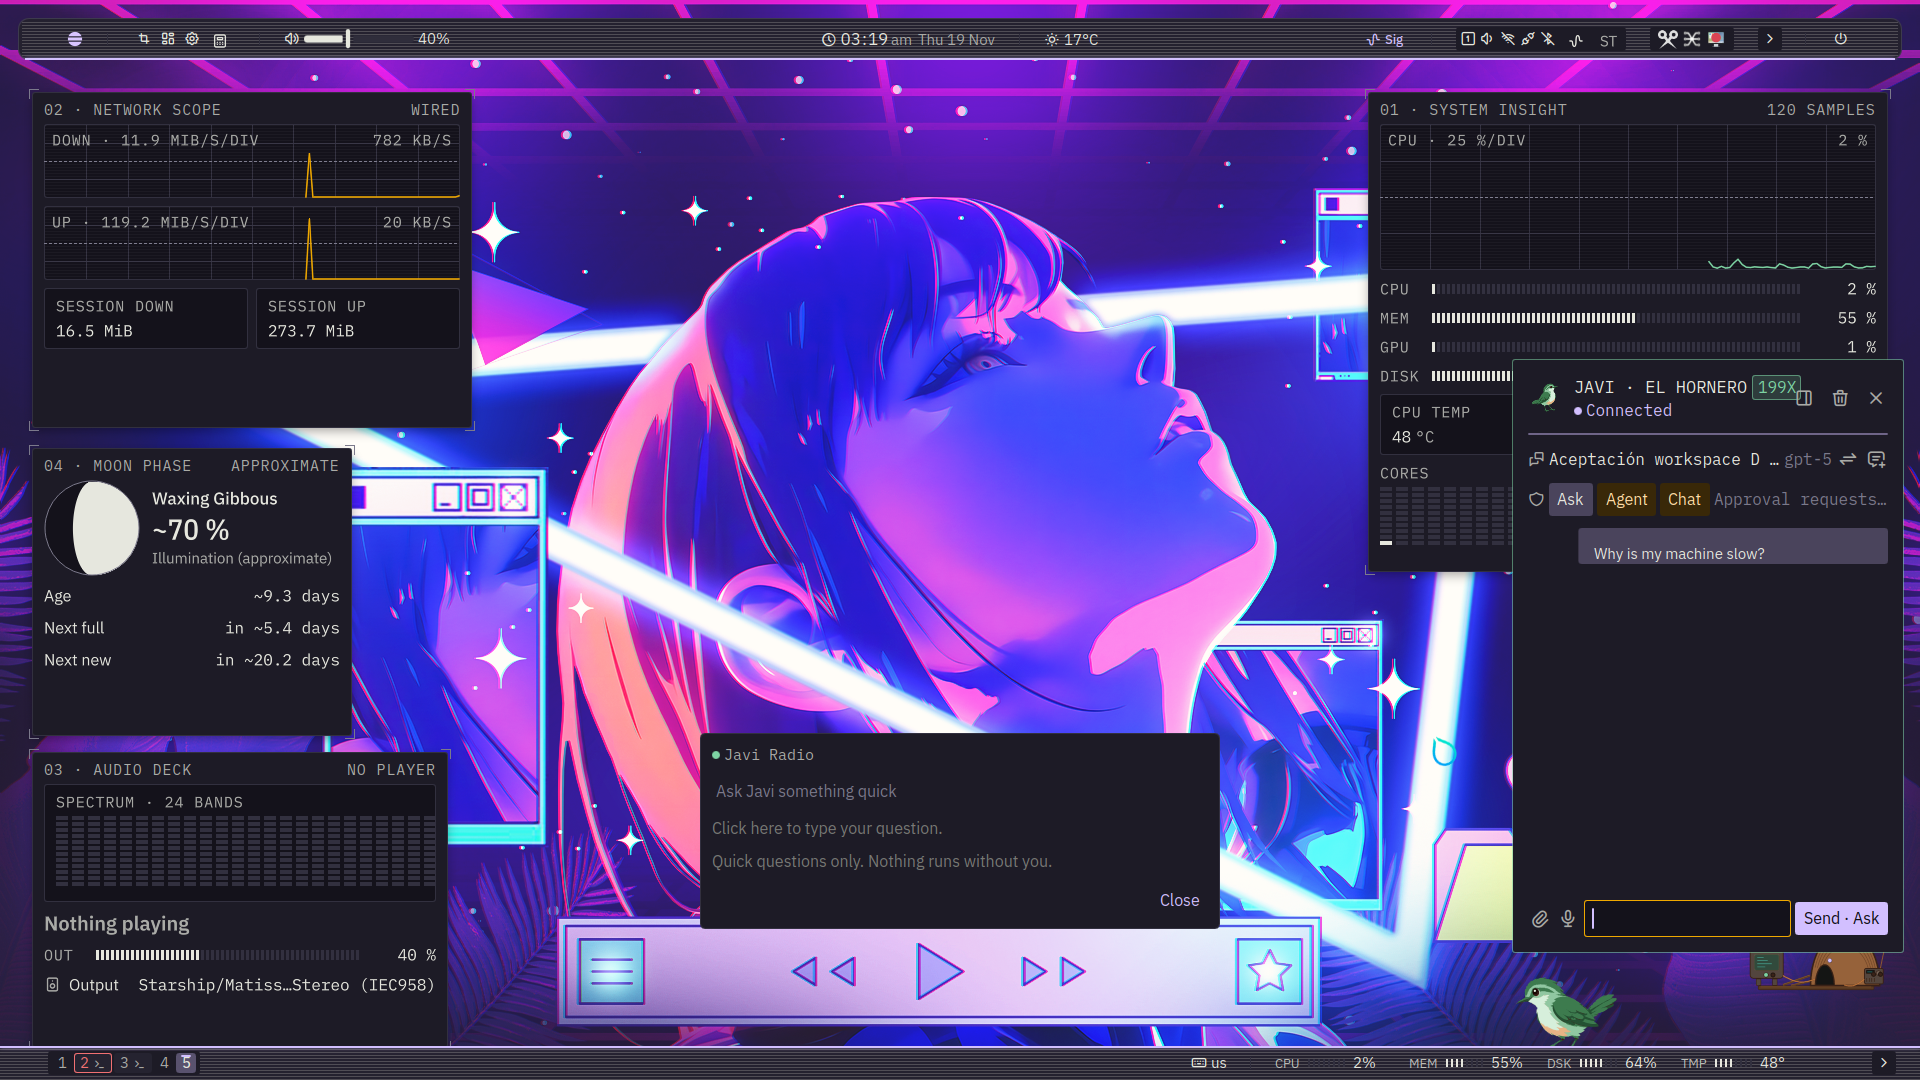 40%
03:19 am Thu 19 Nov
17°C
Sig
1
ST
02 · NETWORK SCOPE
WIRED
DOWN · 11.9 MIB/S/DIV
782 KB/S
UP · 119.2 MIB/S/DIV
20 KB/S
SESSION DOWN
16.5 MiB
SESSION UP
273.7 MiB
04 · MOON PHASE
APPROXIMATE
Waxing Gibbous
~70 %
Illumination (approximate)
Age
~9.3 days
Next full
in ~5.4 days
Next new
in ~20.2 days
03 · AUDIO DECK
NO PLAYER
SPECTRUM · 24 BANDS
Nothing playing
OUT
40 %
Output
Starship/Matiss…Stereo (IEC958)
Javi Radio
Ask Javi something quick
Click here to type your question.
Quick questions only. Nothing runs without you.
Close
01 · SYSTEM INSIGHT
120 SAMPLES
CPU · 25 %/DIV
2 %
CPU
2 %
MEM
55 %
GPU
1 %
DISK
CPU TEMP
48 °C
CORES
JAVI · EL HORNERO
199X
Connected
Aceptación workspace D …
gpt-5
Ask
Agent
Chat
Approval requests…
Why is my machine slow?
Send · Ask
1
2
3
4
5
us
CPU
2%
MEM
55%
DSK
64%
TMP
48°